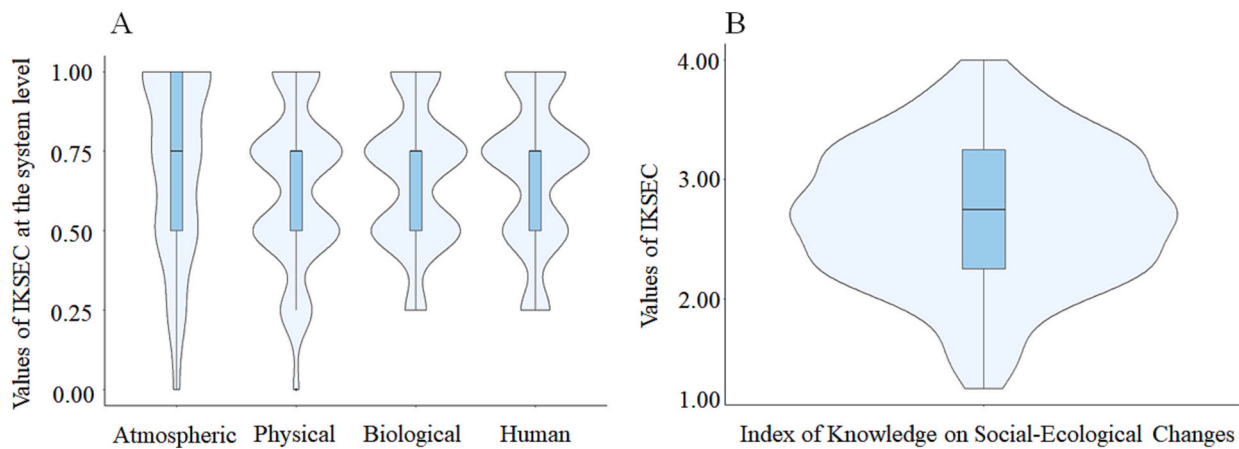 A
Values of IKSEC at the system level
1.00
0.75
0.50
0.25
0.00
Atmospheric
Physical
Biological
Human
B
Values of IKSEC
4.00
3.00
2.00
1.00
Index of Knowledge on Social-Ecological Changes